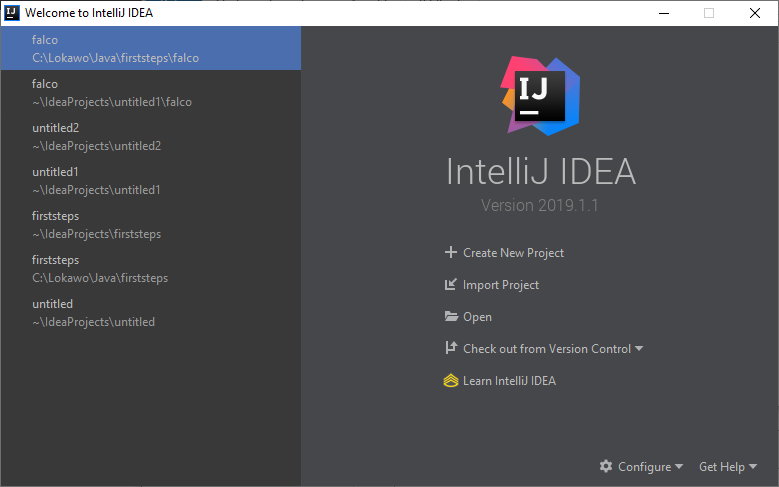 Welcome to IntelliJ IDEA
falco
C:\Lokawo\Java\firststeps\falco
falco
~\IdeaProjects\untitled1\falco
untitled2
~\IdeaProjects\untitled2
untitled1
~\IdeaProjects\untitled1
firststeps
~\IdeaProjects\firststeps
firststeps
C:\Lokawo\Java\firststeps
untitled
~\IdeaProjects\untitled
IJ
IntelliJ IDEA
Version 2019.1.1
Create New Project
Import Project
Open
Check out from Version Control
Learn IntelliJ IDEA
Configure
Get Help